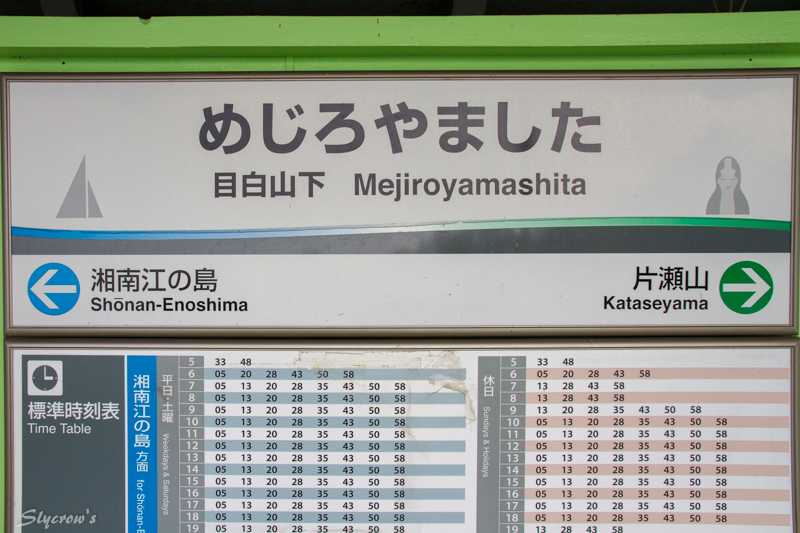 めじろやました
目白山下 Mejiroyamashita
湘南江の島
Shōnan-Enoshima
片瀬山
Kataseyama
標準時刻表
Time Table
湘南江の島 方面 for Shōnan-E
平日・土曜 Weekdays & Saturdays
休日 Sundays & Holidays
5 33 48
6 05 20 28 43 50 58
7 05 13 20 28 35 43 50 58
8 05 13 20 28 35 43 50 58
9 05 13 20 28 35 43 50 58
10 05 13 20 28 35 43 50 58
11 05 13 20 28 35 43 50 58
12 05 13 20 28 35 43 50 58
13 05 13 20 28 35 43 50 58
14 05 13 20 28 35 43 50 58
15 05 13 20 28 35 43 50 58
16 05 13 20 28 35 43 50 58
17 05 13 20 28 35 43 50 58
18 05 13 20 28 35 43 50 58
19 05 13 20 28 35 43 50 58
5 33 48
6 05 20 28 43 58
7 13 28 43 58
8 13 28 43 58
9 13 20 28 35 43 50 58
10 05 13 20 28 35 43 50 58
11 05 13 20 28 35 43 50 58
12 05 13 20 28 35 43 50 58
13 05 13 20 28 35 43 50 58
14 05 13 20 28 35 43 50 58
15 05 13 20 28 35 43 50 58
16 05 13 20 28 35 43 50 58
17 05 13 20 28 35 43 50 58
18 05 13 20 28 35 43 50 58
19 13 28 43 58
Slycrow's